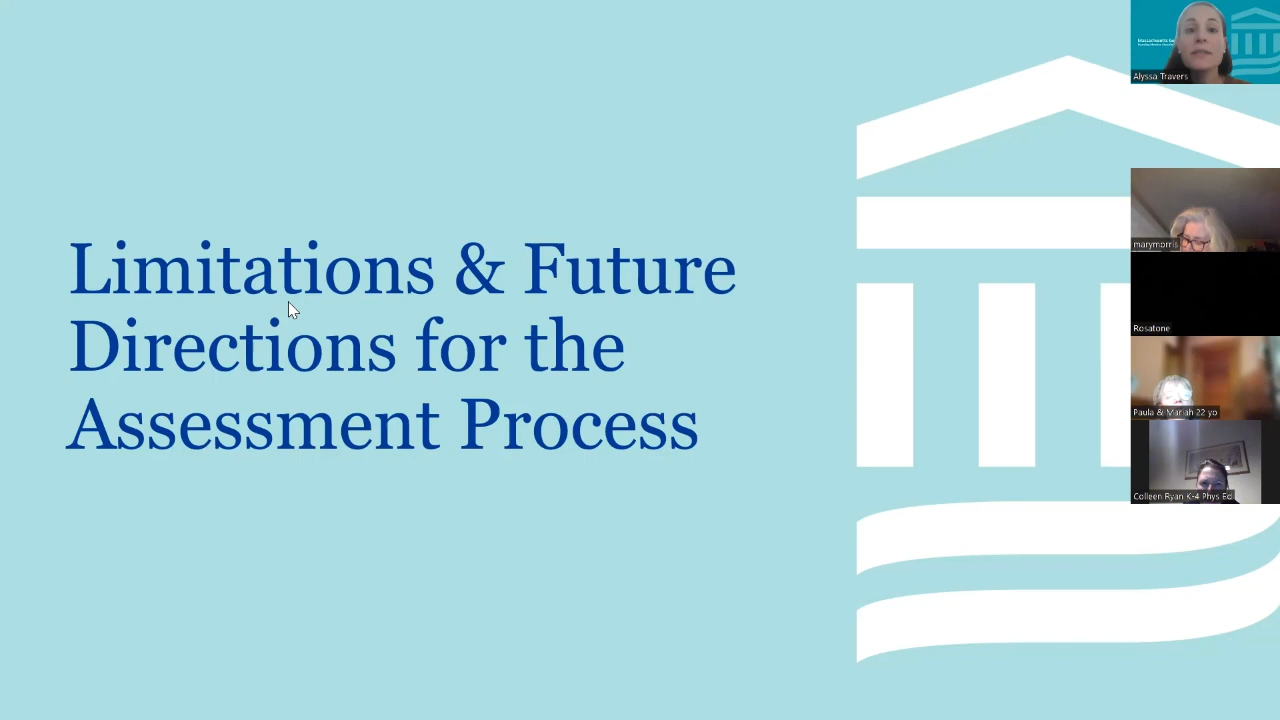 Limitations & Future
Directions for the
Assessment Process
Alyssa Travers
marymorris
Rosatone
Paula & Mariah 22 yo
Colleen Ryan K-4 Phys Ed